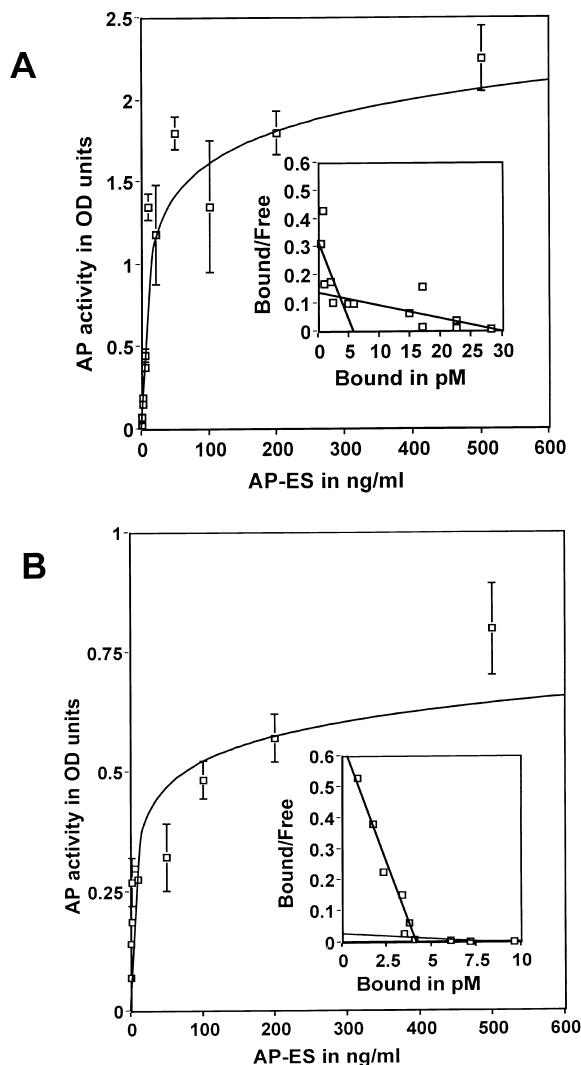 A
AP activity in OD units
2.5
2
1.5
1
0.5
0
0 100 200 300 400 500 600
AP-ES in ng/ml
Bound/Free
0.6
0.5
0.4
0.3
0.2
0.1
0
0 5 10 15 20 25 30
Bound in pM
B
AP activity in OD units
1
0.75
0.5
0.25
0
0 100 200 300 400 500 600
AP-ES in ng/ml
Bound/Free
0.6
0.5
0.4
0.3
0.2
0.1
0
0 2.5 5 7.5 10
Bound in pM